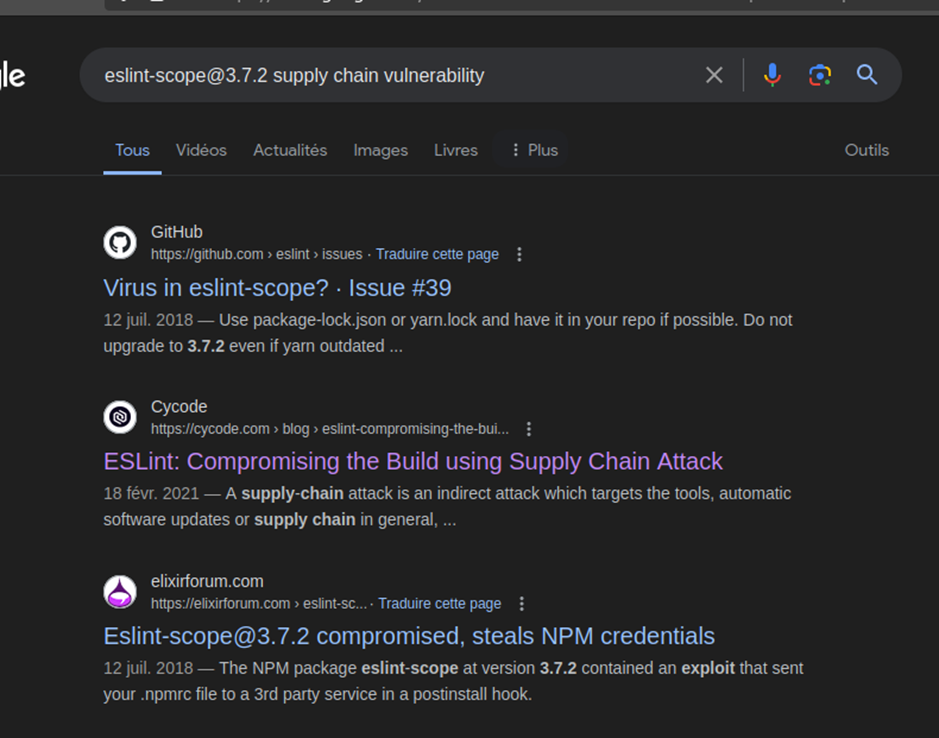 le
eslint-scope@3.7.2 supply chain vulnerability
Tous Vidéos Actualités Images Livres Plus Outils
GitHub
https://github.com › eslint › issues · Traduire cette page
Virus in eslint-scope? · Issue #39
12 juil. 2018 — Use package-lock.json or yarn.lock and have it in your repo if possible. Do not
upgrade to 3.7.2 even if yarn outdated ...
Cycode
https://cycode.com › blog › eslint-compromising-the-bui...
ESLint: Compromising the Build using Supply Chain Attack
18 févr. 2021 — A supply-chain attack is an indirect attack which targets the tools, automatic
software updates or supply chain in general, ...
elixirforum.com
https://elixirforum.com › eslint-sc... · Traduire cette page
Eslint-scope@3.7.2 compromised, steals NPM credentials
12 juil. 2018 — The NPM package eslint-scope at version 3.7.2 contained an exploit that sent
your .npmrc file to a 3rd party service in a postinstall hook.